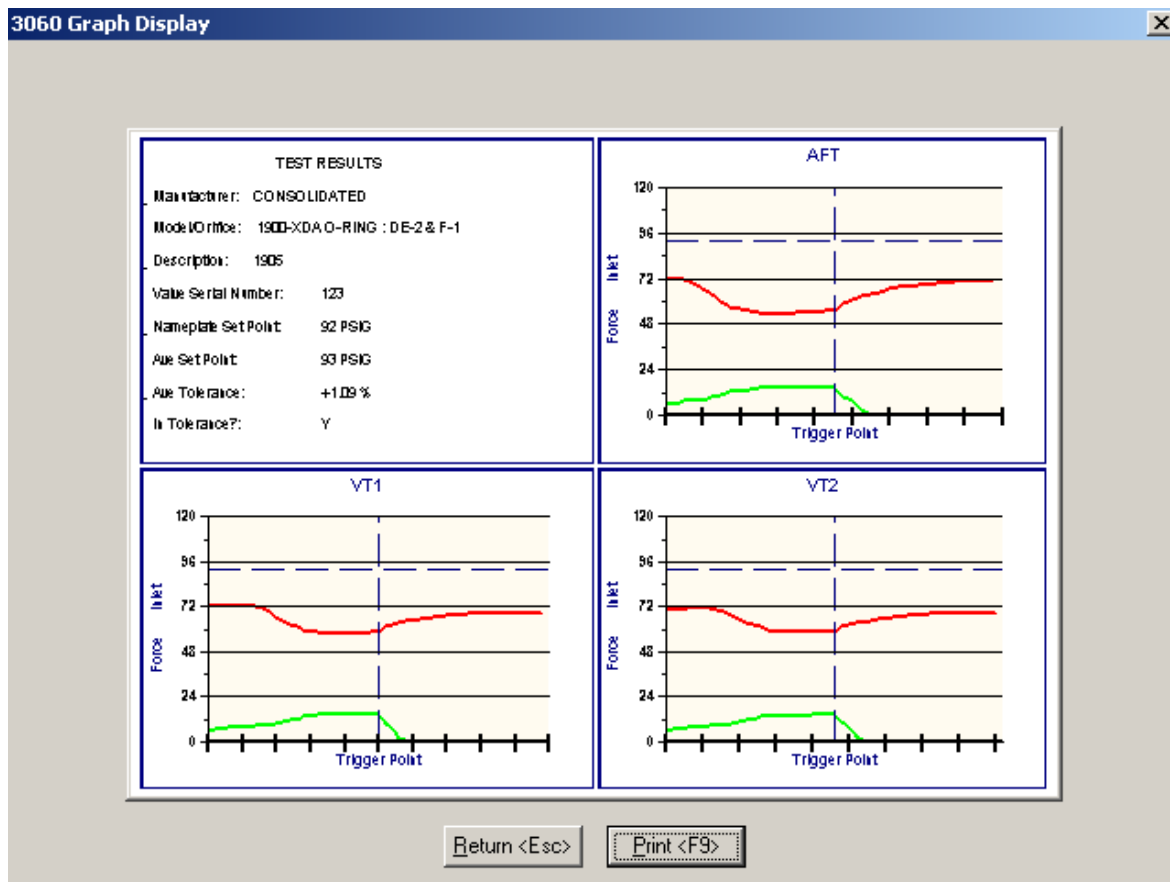 3060 Graph Display
TEST RESULTS
Manufacturer: CONSOLIDATED
Model/Orifice: 1900-XDA O-RING : DE-2 & F-1
Description: 1905
Valve Serial Number: 123
Nameplate Set Point: 92 PSIG
Ave Set Point: 93 PSIG
Ave Tolerance: +1.09 %
In Tolerance?: Y
AFT
120
96
72
48
24
0
Force Inlet
Trigger Point
VT1
120
96
72
48
24
0
Force Inlet
Trigger Point
VT2
120
96
72
48
24
0
Force Inlet
Trigger Point
Return <Esc>
Print <F9>